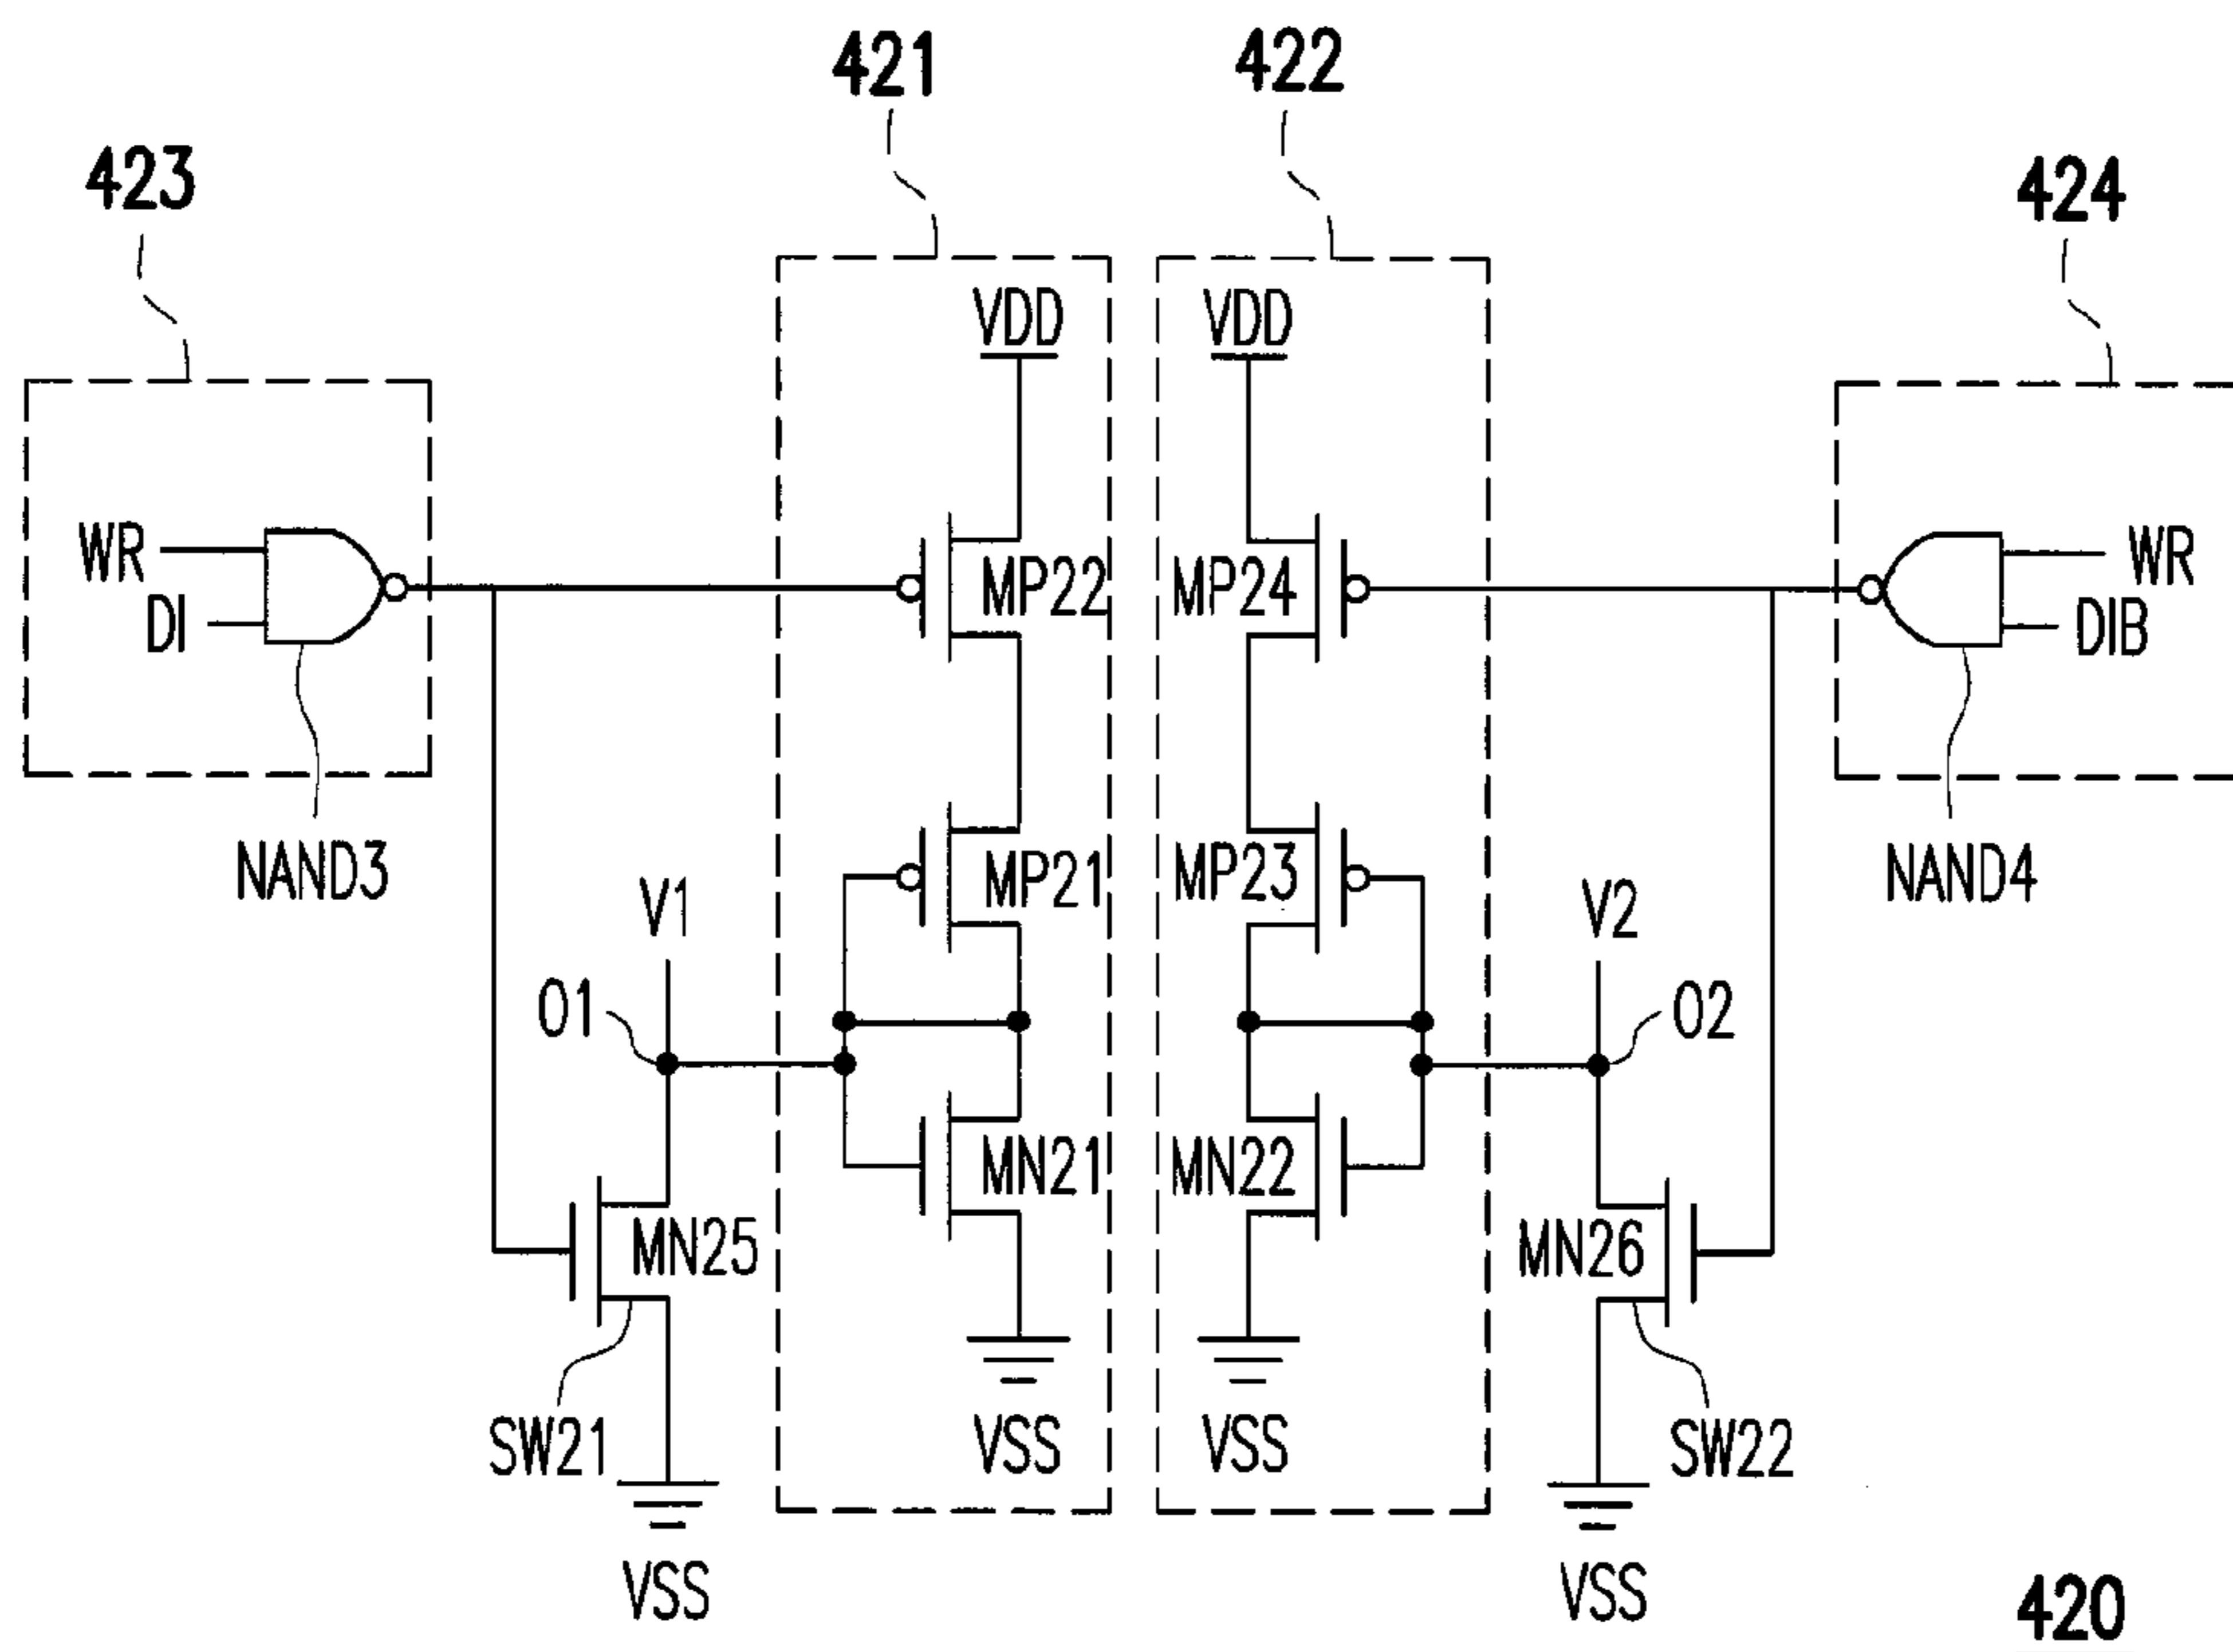 421
422
423
424
VDD
VDD
WR
DI
MP22
MP24
WR
DIB
NAND3
V1
MP21
MP23
V2
NAND4
O1
O2
MN25
MN21
MN22
MN26
SW21
VSS
VSS
SW22
VSS
VSS
420